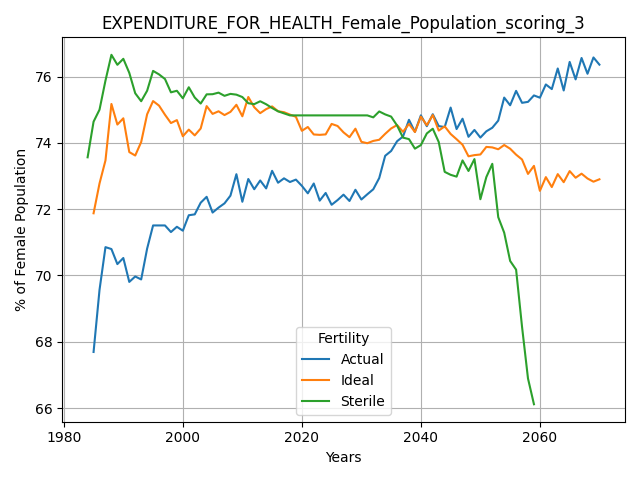 EXPENDITURE_FOR_HEALTH_Female_Population_scoring_3
% of Female Population
76
74
72
70
68
66
1980
2000
2020
2040
2060
Years
Fertility
Actual
Ideal
Sterile